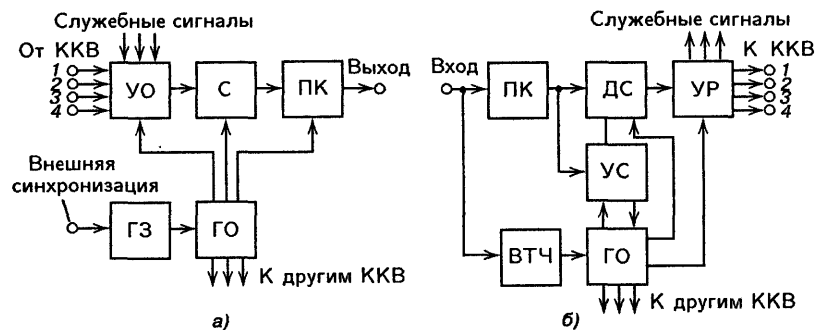 Служебные сигналы
От ККВ
1
2
3
4
УО
С
ПК
Выход
Внешняя
синхронизация
ГЗ
ГО
К другим ККВ
а)
Служебные сигналы
К ККВ
Вход
ПК
ДС
УР
1
2
3
4
УС
ВТЧ
ГО
К другим ККВ
б)